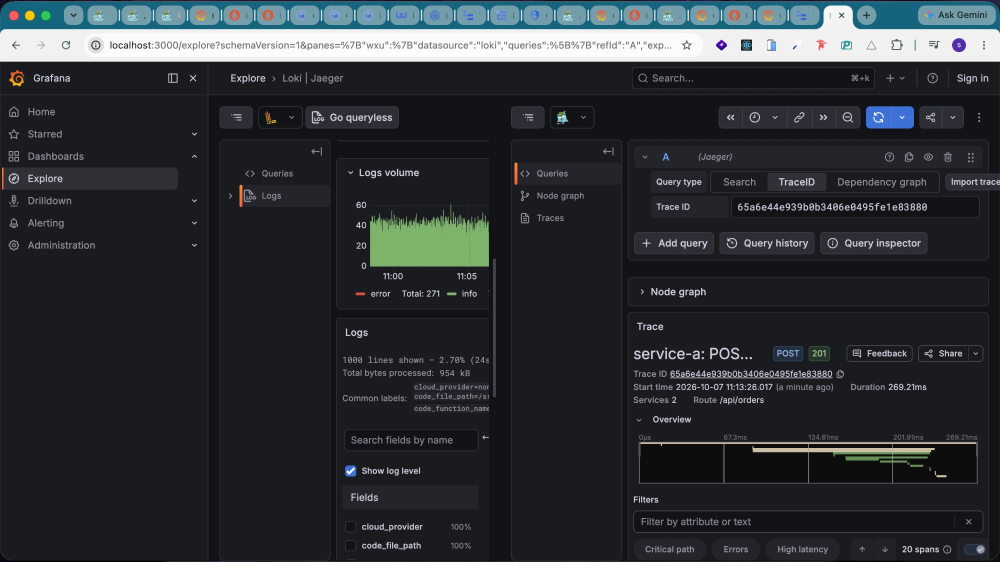 Ask Gemini
localhost:3000/explore?schemaVersion=1&panes=%7B"wxu":%7B"datasource":"loki","queries":%5B%7B"refId":"A","exp...
S
Grafana
Explore › Loki | Jaeger
Search... ⌘+k
Sign in
Home
Starred
Dashboards
Explore
Drilldown
Alerting
Administration
LOG Go queryless
Queries
LOG Logs
Logs volume
60
40
20
0
11:00 11:05
error Total: 271 info
Logs
1000 lines shown — 2.70% (24s
Total bytes processed: 954 kB
Common labels:
cloud_provider=non
code_file_path=/sr
code_function_name
Search fields by name
Show log level
Fields
cloud_provider 100%
code_file_path 100%
Queries
Node graph
Traces
A (Jaeger)
Query type Search TraceID Dependency graph Import trace
Trace ID 65a6e44e939b0b3406e0495fe1e83880
Add query Query history Query inspector
Node graph
Trace
service-a: POS... POST 201 Feedback Share
Trace ID 65a6e44e939b0b3406e0495fe1e83880
Start time 2026-10-07 11:13:26.017 (a minute ago) Duration 269.21ms
Services 2 Route /api/orders
Overview
0μs 67.3ms 134.61ms 201.91ms 269.21ms
Filters
Filter by attribute or text
Critical path Errors High latency 20 spans